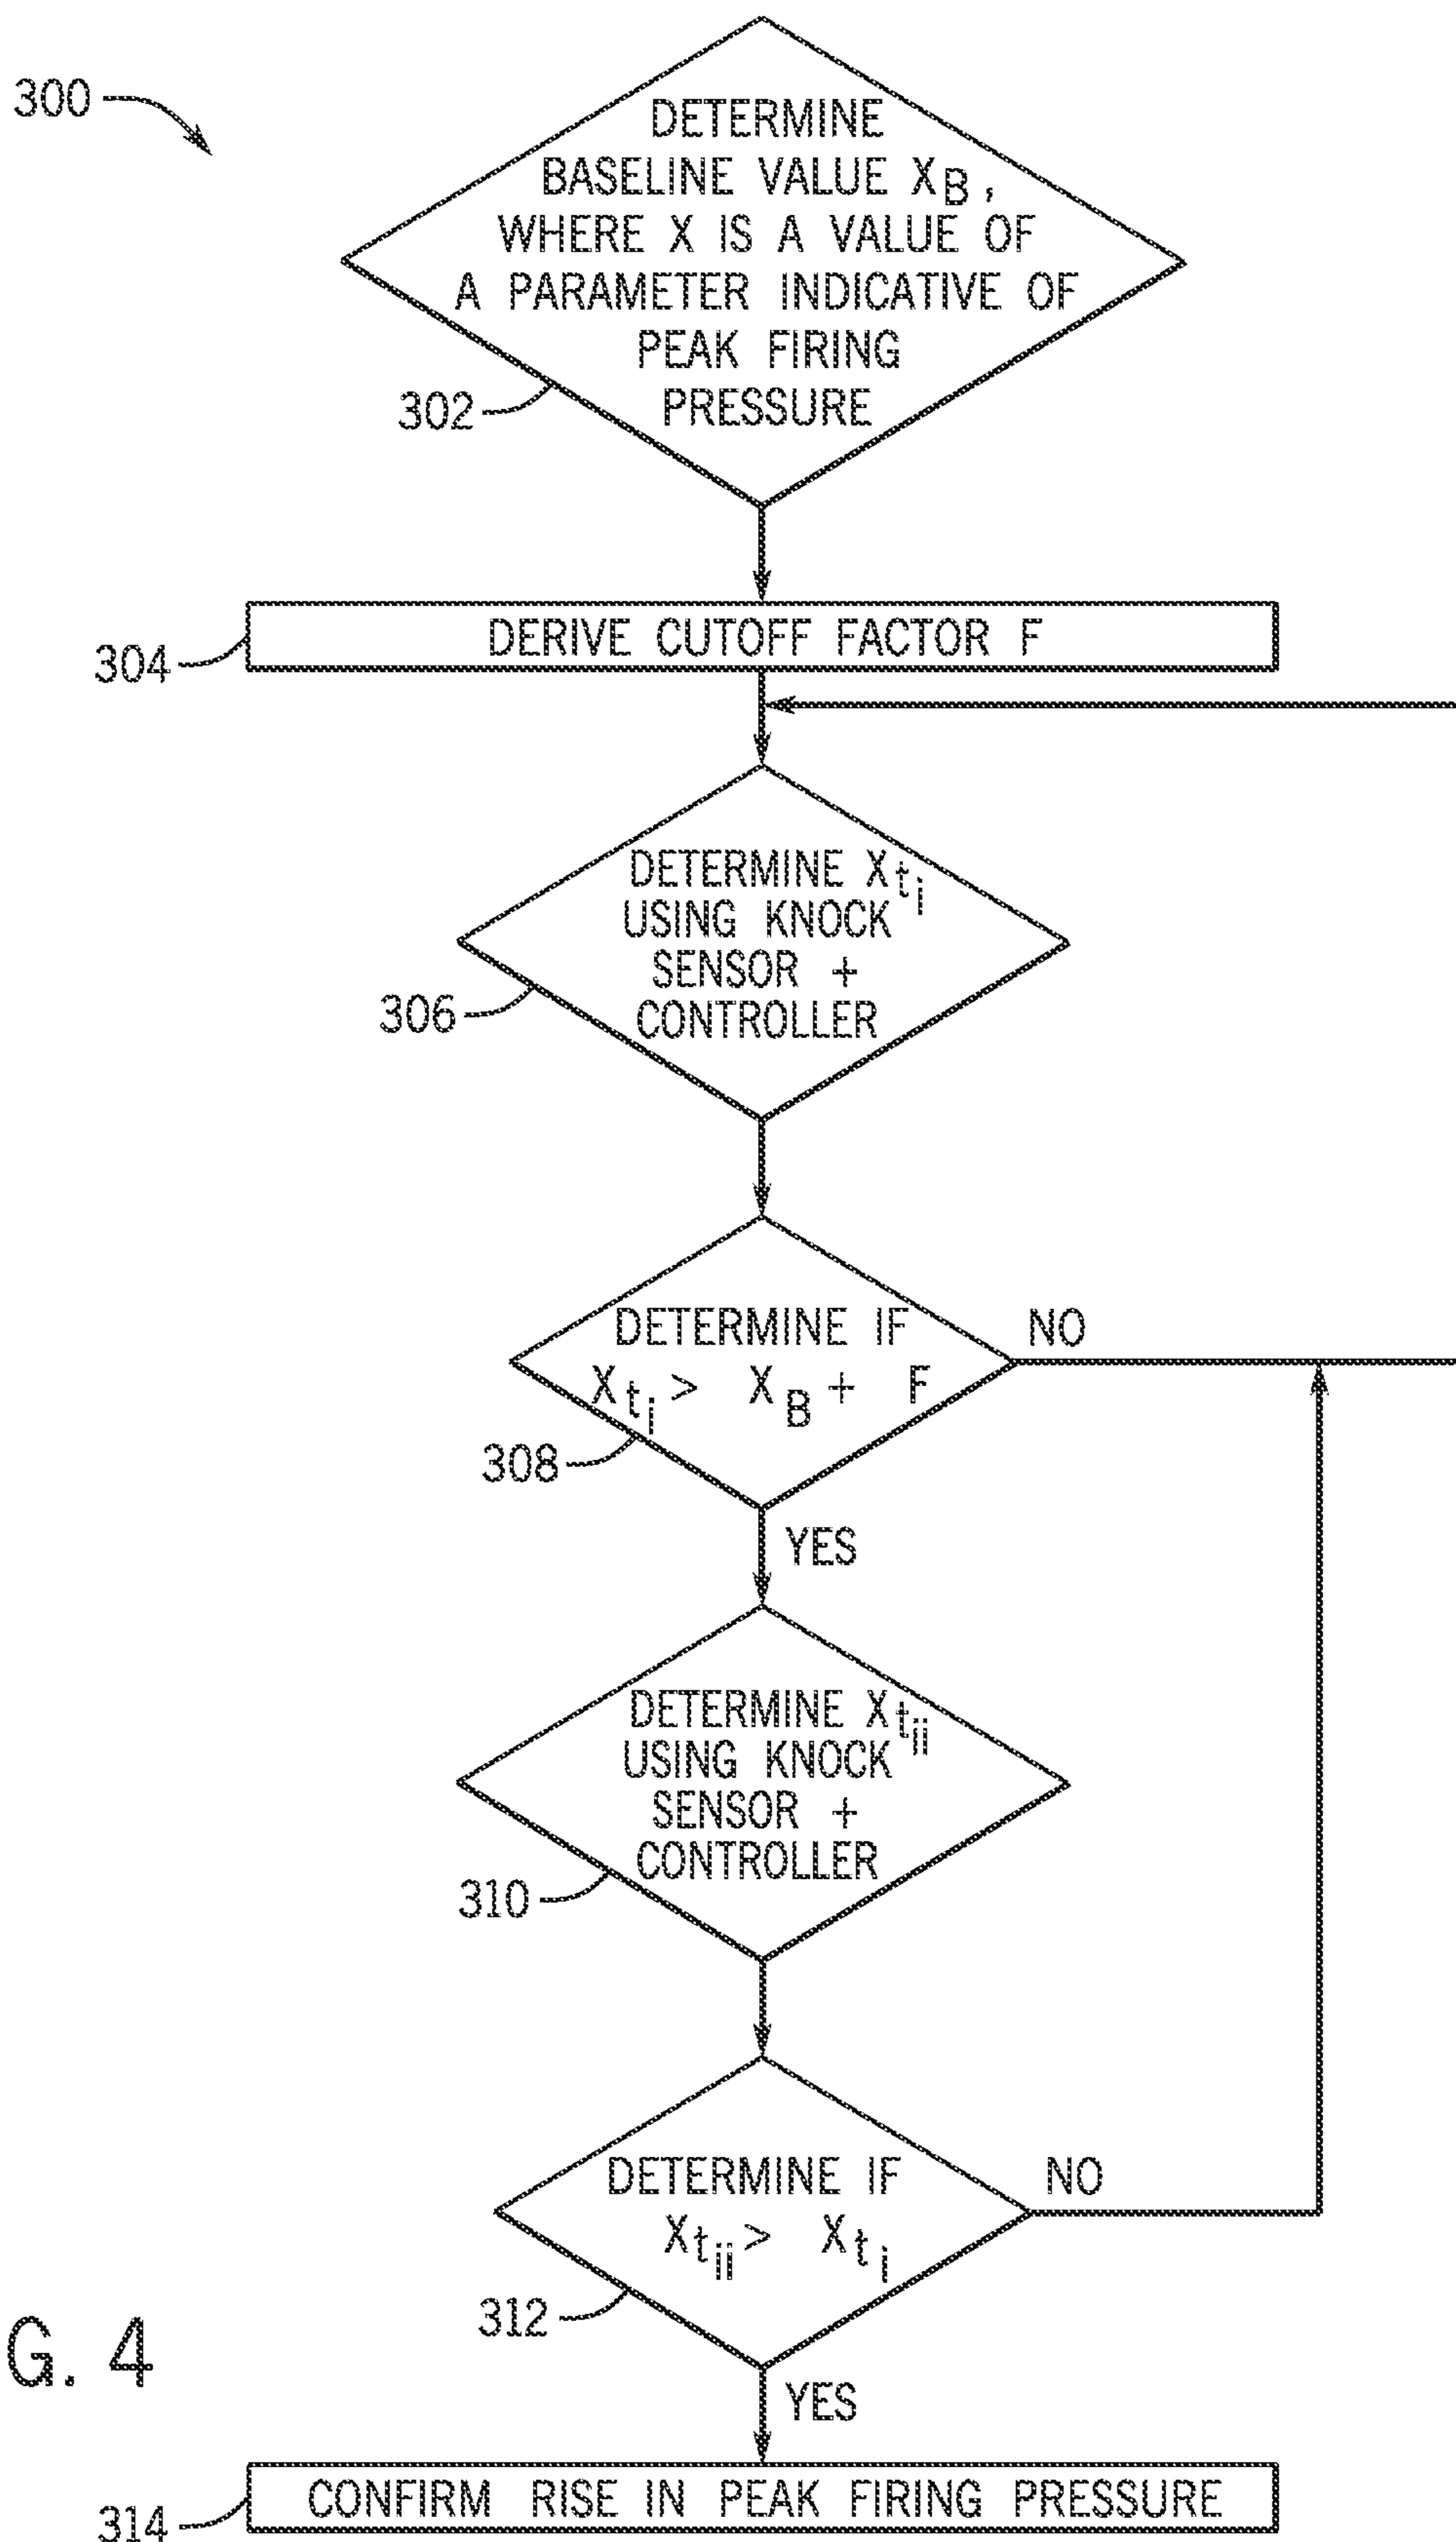 300
DETERMINE
BASELINE VALUE XB,
WHERE X IS A VALUE OF
A PARAMETER INDICATIVE OF
PEAK FIRING
PRESSURE
302
DERIVE CUTOFF FACTOR F
304
DETERMINE Xti
USING KNOCK
SENSOR +
CONTROLLER
306
DETERMINE IF
Xti > XB + F
NO
308
YES
DETERMINE Xtii
USING KNOCK
SENSOR +
CONTROLLER
310
DETERMINE IF
Xtii > Xti
NO
312
G. 4
YES
CONFIRM RISE IN PEAK FIRING PRESSURE
314